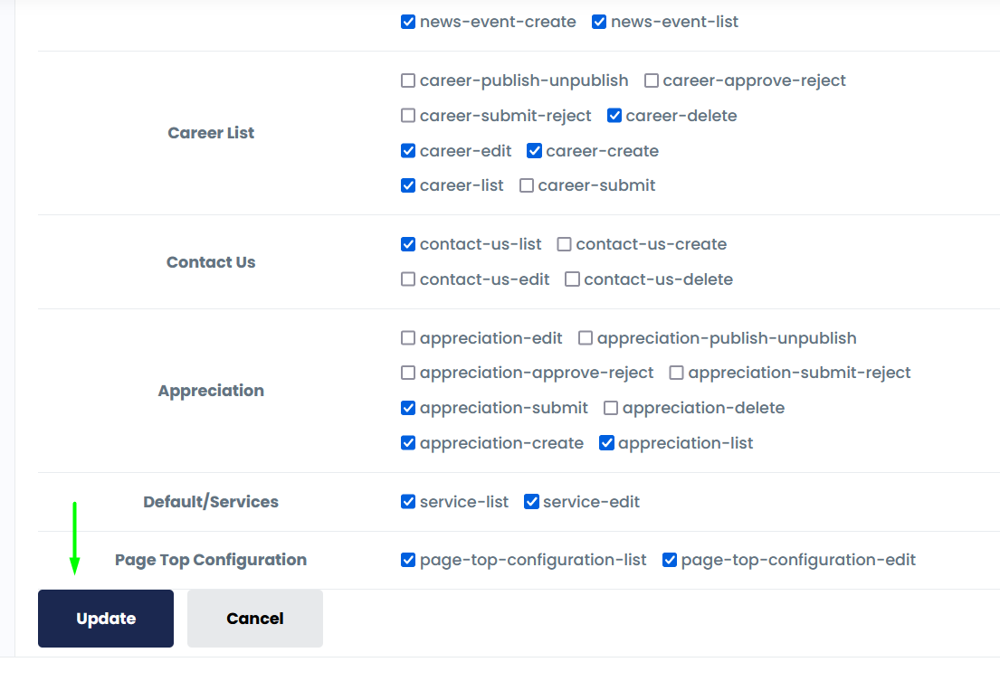 news-event-create news-event-list
career-publish-unpublish career-approve-reject
career-submit-reject career-delete
Career List
career-edit career-create
career-list career-submit
contact-us-list contact-us-create
Contact Us
contact-us-edit contact-us-delete
appreciation-edit appreciation-publish-unpublish
appreciation-approve-reject appreciation-submit-reject
Appreciation
appreciation-submit appreciation-delete
appreciation-create appreciation-list
Default/Services service-list service-edit
Page Top Configuration page-top-configuration-list page-top-configuration-edit
Update Cancel